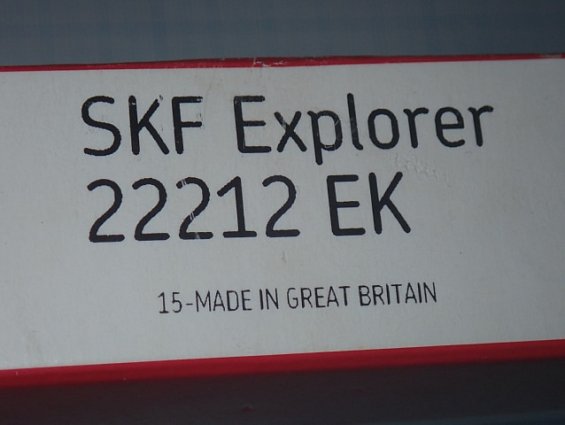 SKF Explorer
22212 EK
15-MADE IN GREAT BRITAIN